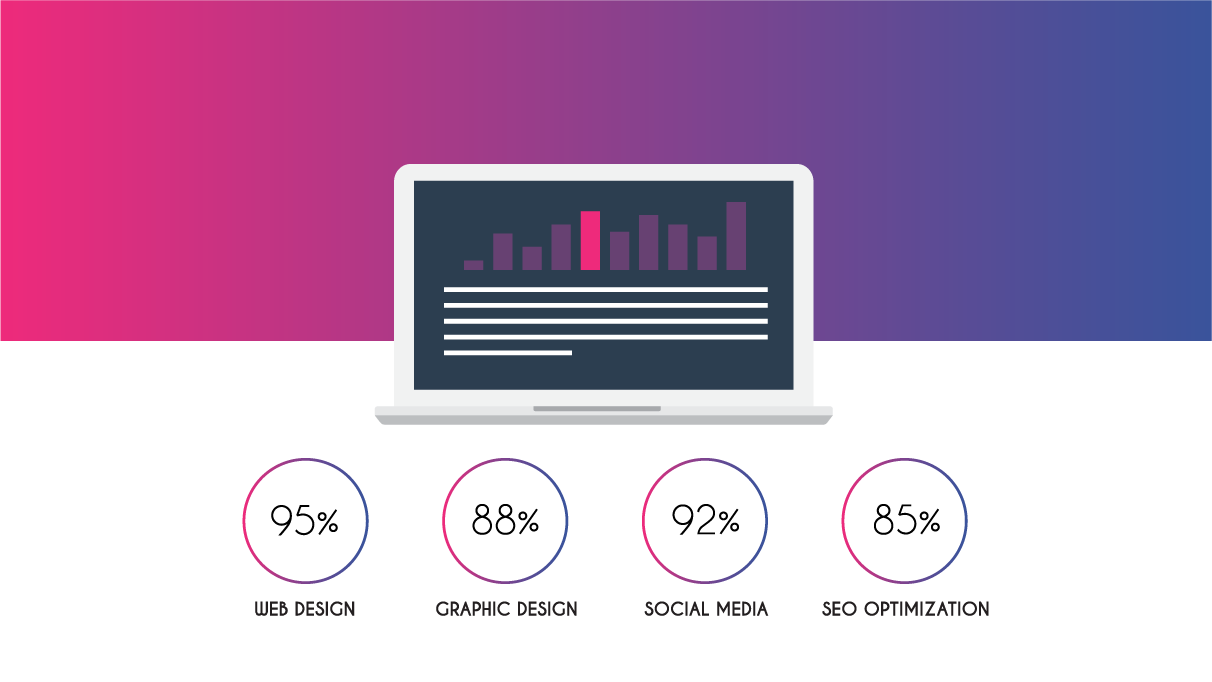 95% 88% 92% 85%
WEB DESIGN GRAPHIC DESIGN SOCIAL MEDIA SEO OPTIMIZATION